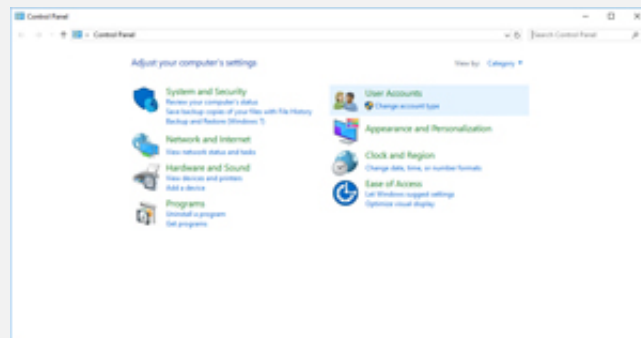 Control Panel
Control Panel
Search Control Panel
Adjust your computer's settings
View by: Category
System and Security
Review your computer's status
Save backup copies of your files with File History
Backup and Restore (Windows 7)
Network and Internet
View network status and tasks
Hardware and Sound
View devices and printers
Add a device
Programs
Uninstall a program
Get programs
User Accounts
Change account type
Appearance and Personalization
Clock and Region
Change date, time, or number formats
Ease of Access
Let Windows suggest settings
Optimize visual display